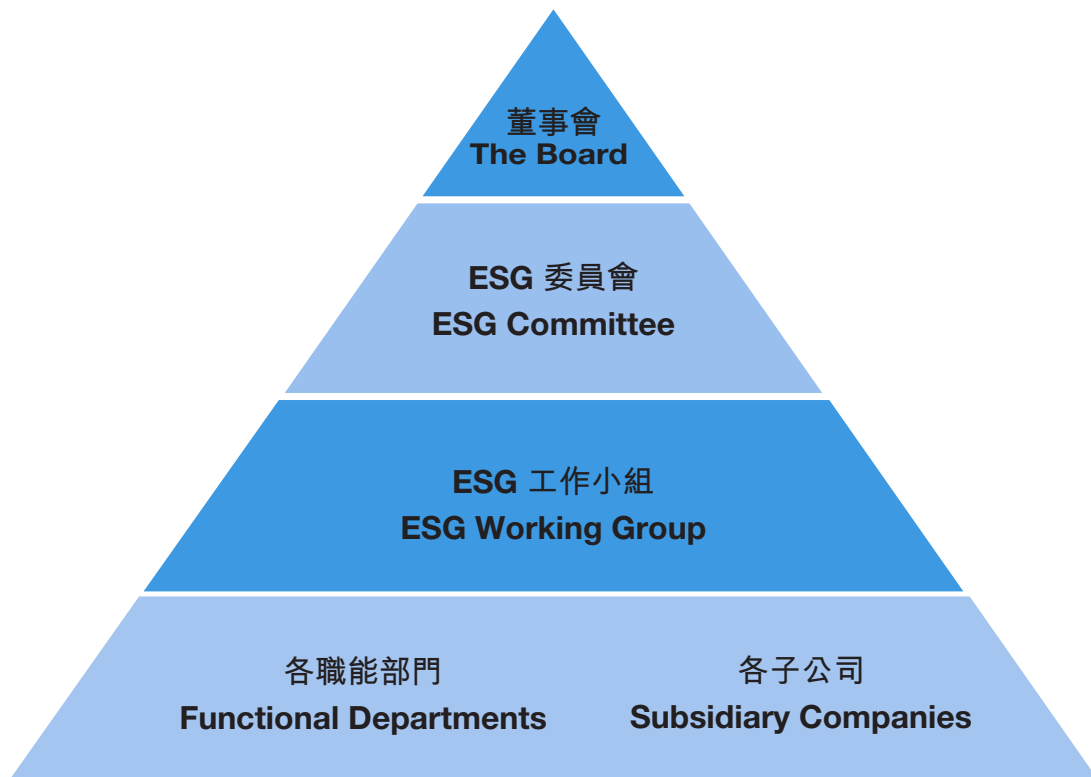 董事會
The Board
ESG 委員會
ESG Committee
ESG 工作小組
ESG Working Group
各職能部門
Functional Departments
各子公司
Subsidiary Companies